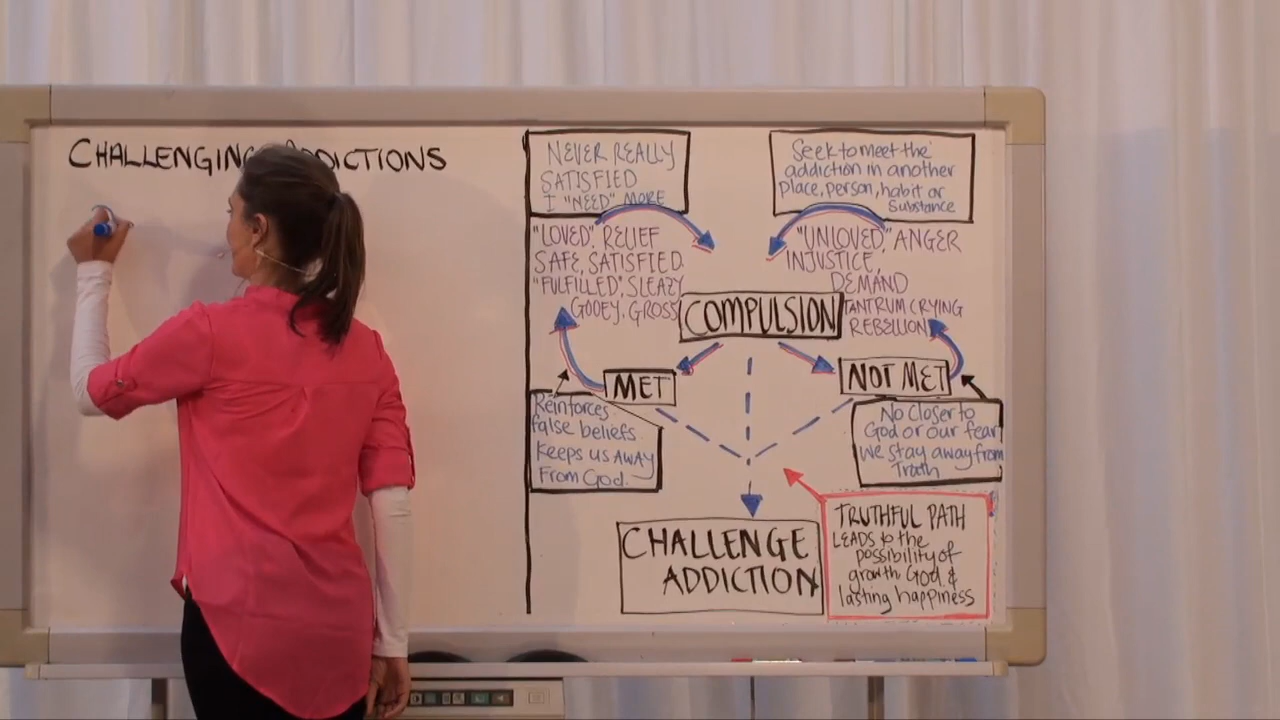 CHALLENGING ADDICTIONS
NEVER REALLY
SATISFIED
I "NEED" MORE
Seek to meet the
addiction in another
place, person, habit or
Substance
"LOVED", RELIEF
SAFE, SATISFIED.
"FULFILLED", SLEAZY
GOOEY, GROSS
"UNLOVED," ANGER
INJUSTICE,
DEMAND
TANTRUM CRYING
REBELLION
COMPULSION
MET
NOT MET
Reinforces
false beliefs.
Keeps us AWAY
From God.
No closer to
God or our fear
We stay away from
Truth
CHALLENGE
ADDICTION
TRUTHFUL PATH
LEADS to the
possibility of
growth, God, &
lasting happiness